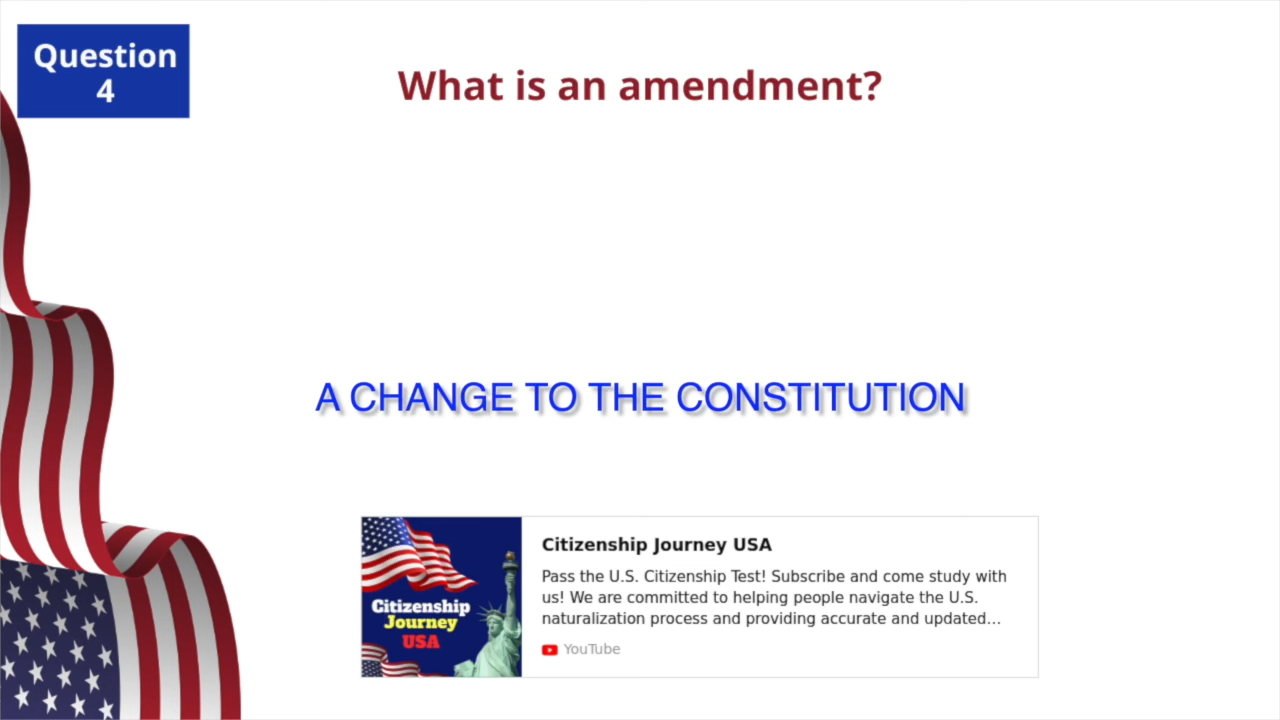 Question
4
What is an amendment?
A CHANGE TO THE CONSTITUTION
Citizenship Journey USA
Pass the U.S. Citizenship Test! Subscribe and come study with
us! We are committed to helping people navigate the U.S.
naturalization process and providing accurate and updated...
YouTube
Citizenship
Journey
USA